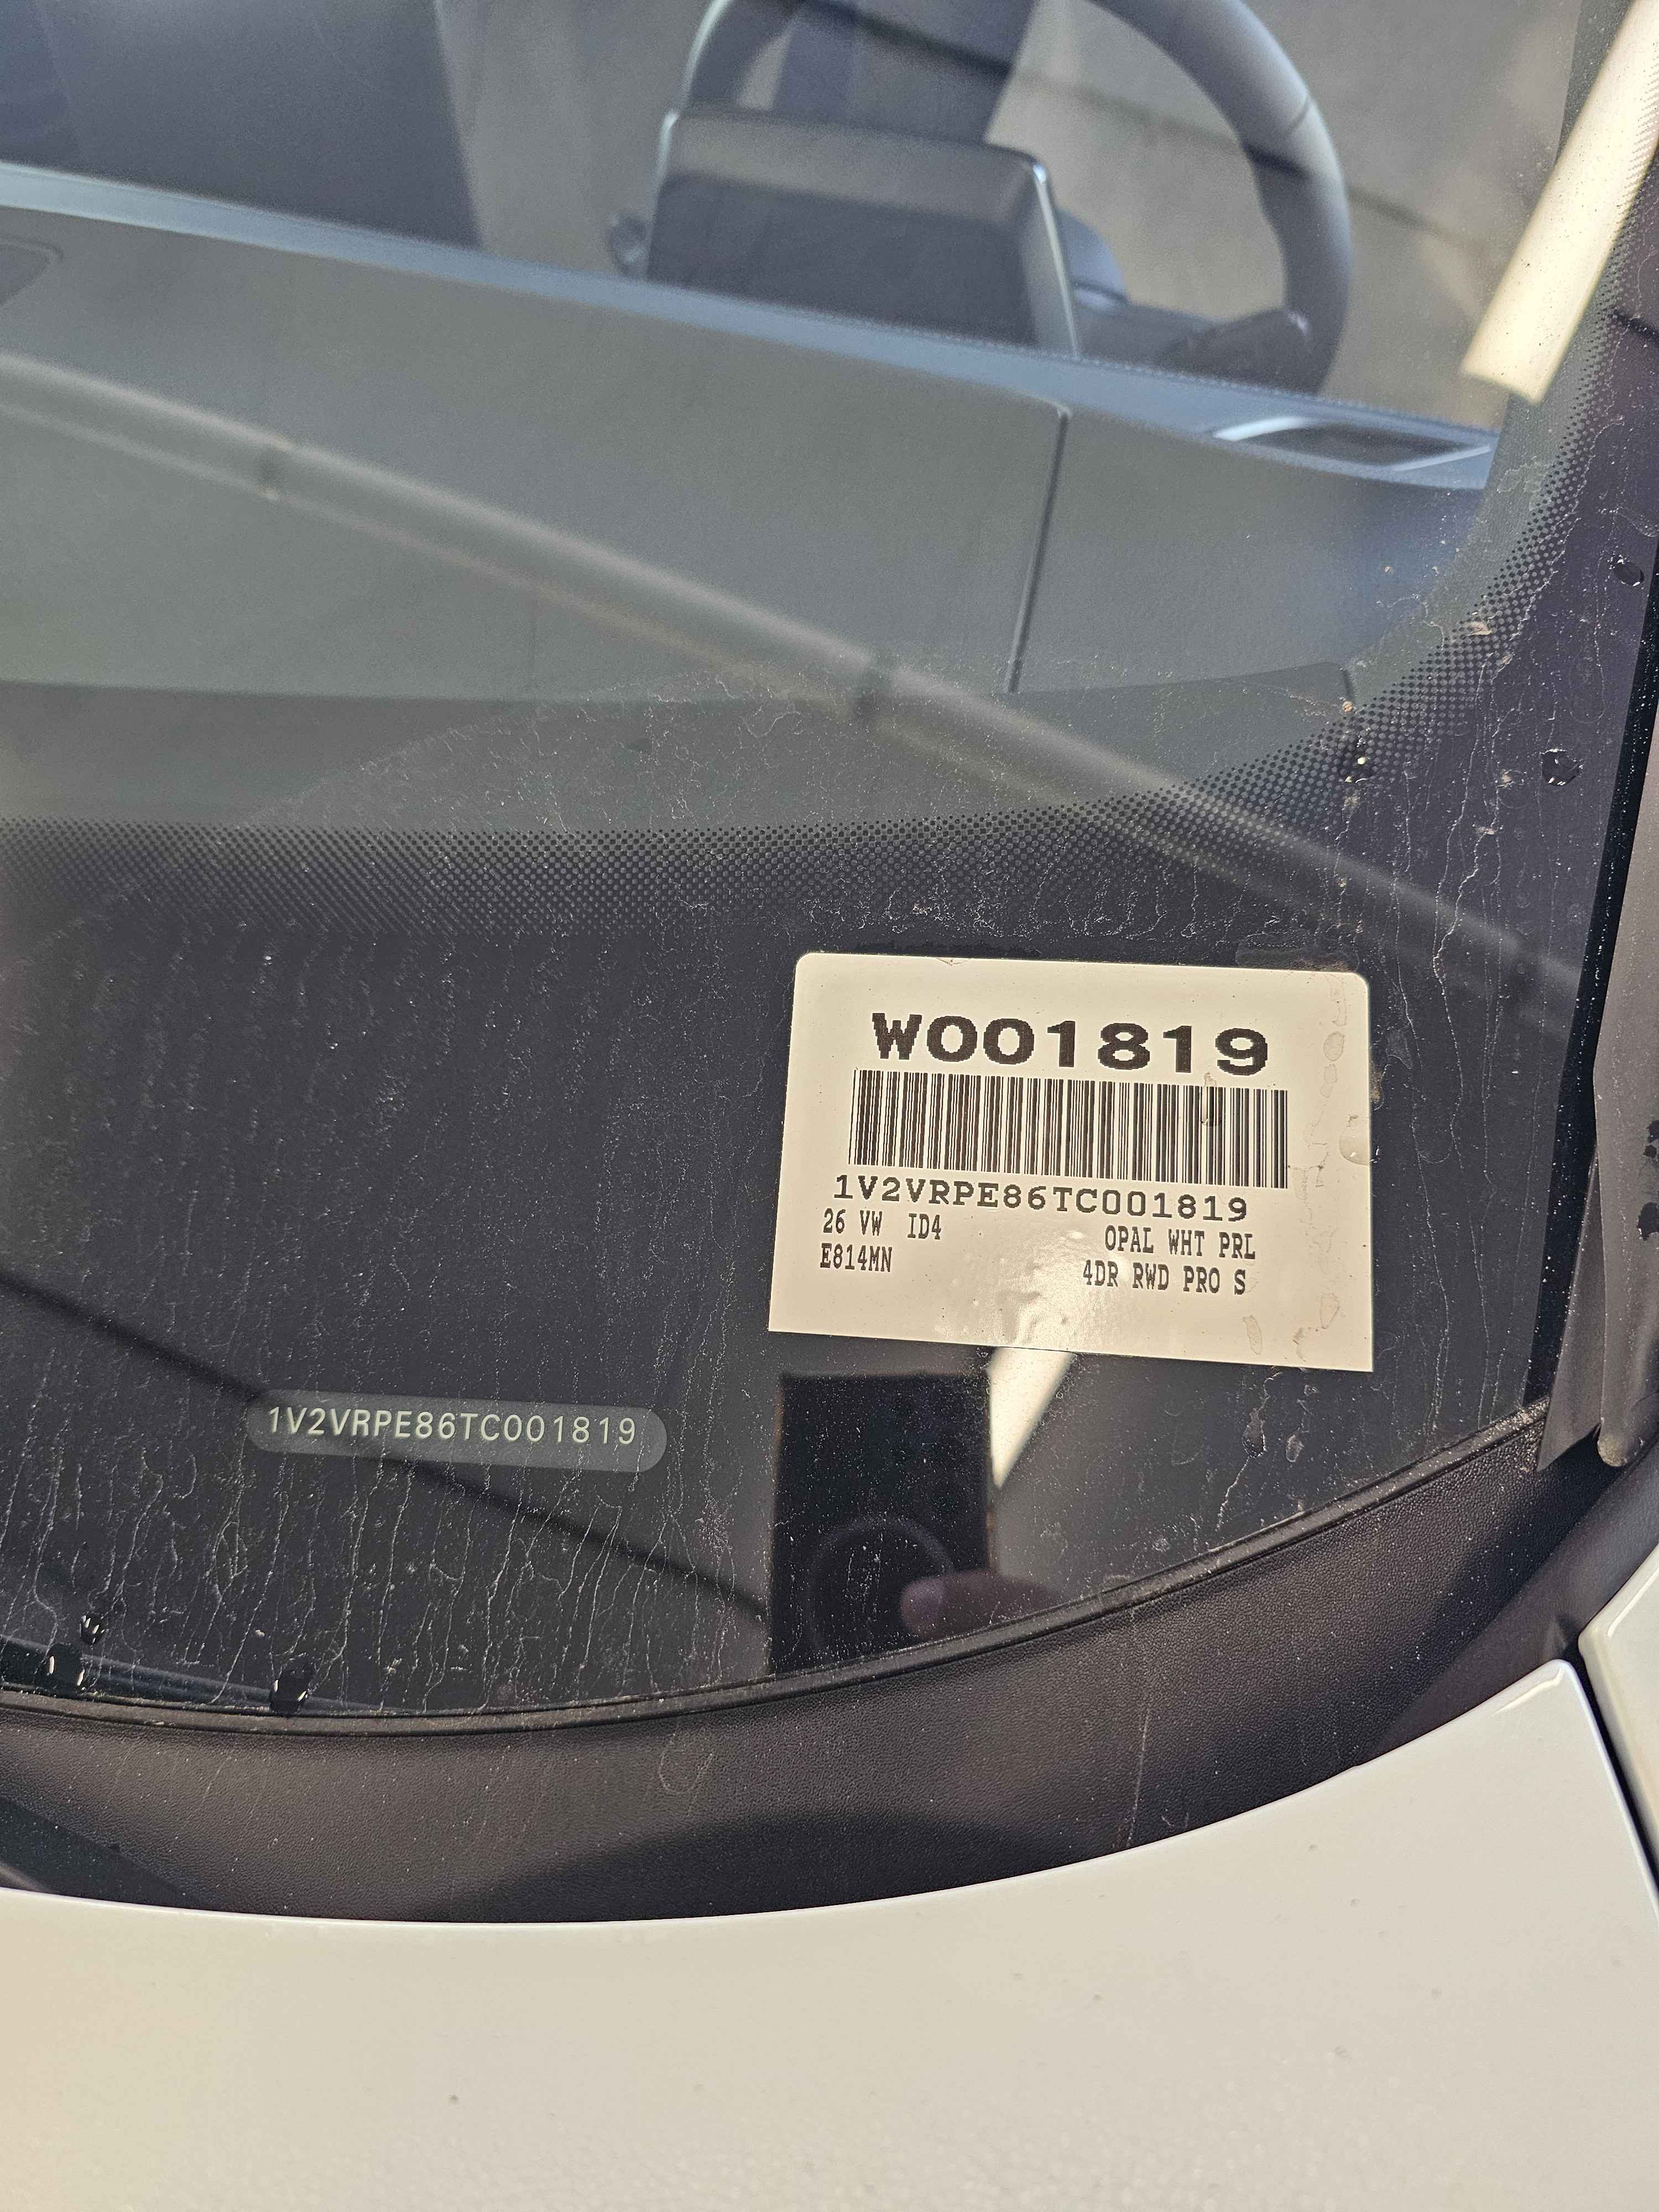 W001819
1V2VRPE86TC001819
26 VW ID4 OPAL WHT PRL
E814MN 4DR RWD PRO S
1V2VRPE86TC001819